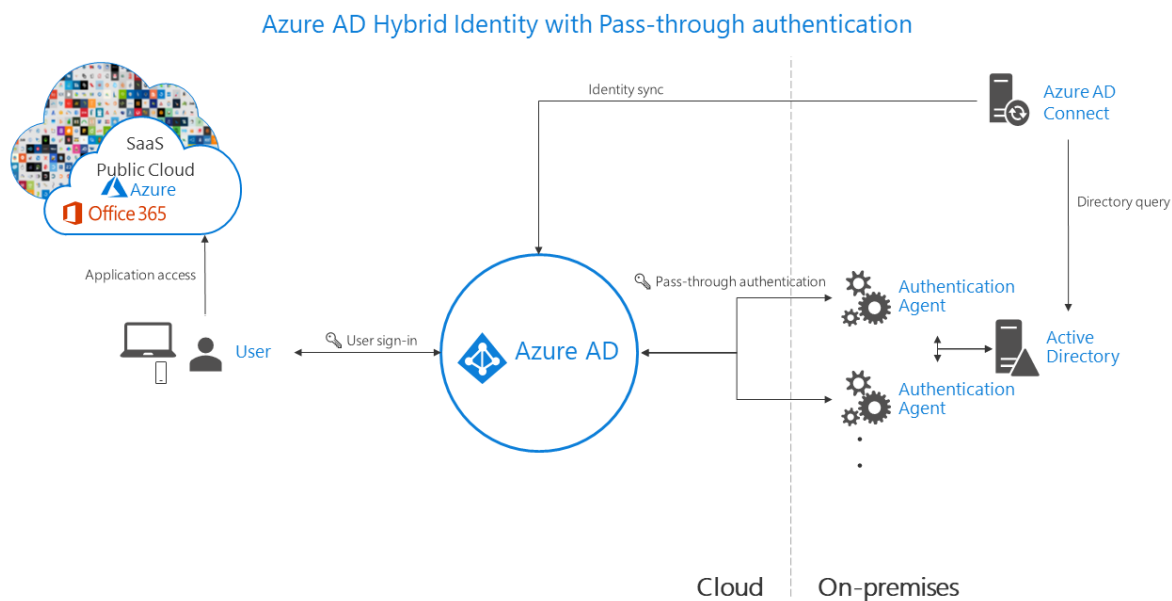 Azure AD Hybrid Identity with Pass-through authentication
Identity sync
Azure AD
Connect
SaaS
Public Cloud
Azure
Office 365
Directory query
Application access
Pass-through authentication
Authentication
Agent
User
User sign-in
Azure AD
Active
Directory
Authentication
Agent
Cloud
On-premises